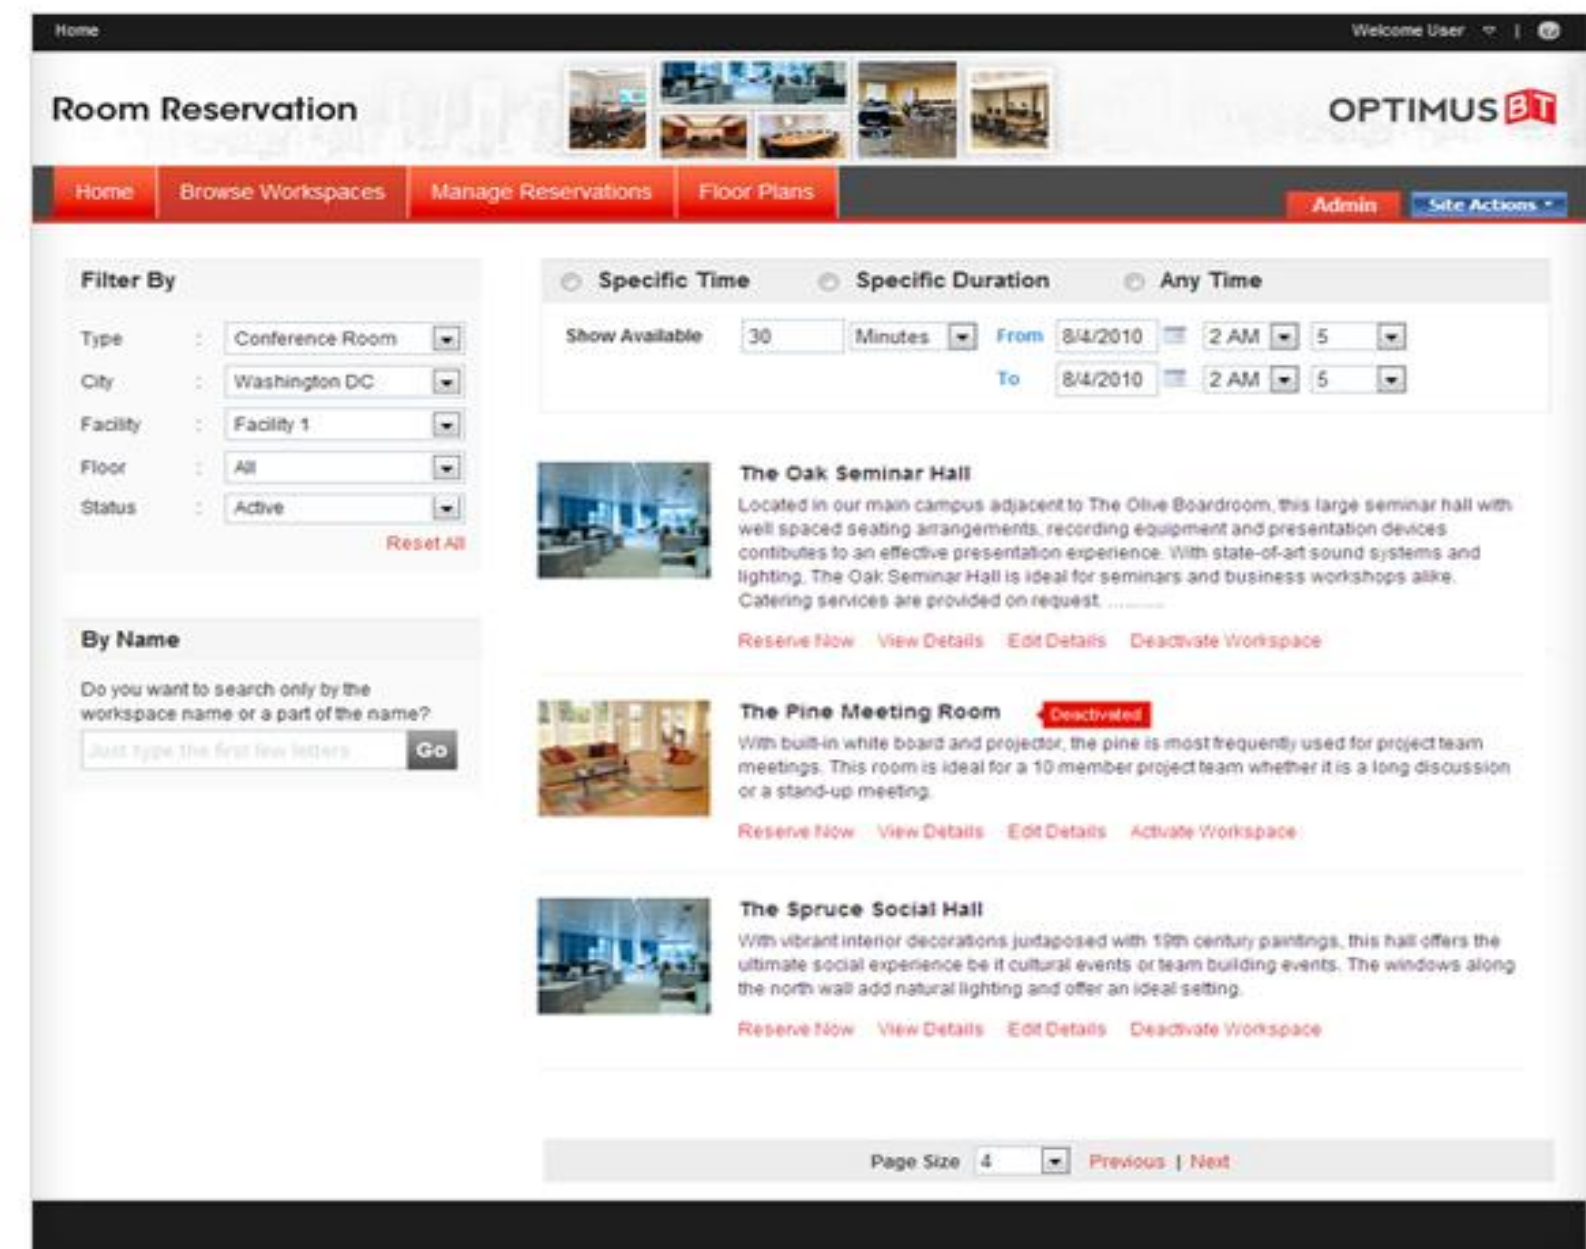 Home
Welcome User |
Room Reservation
OPTIMUS BT
Home Browse Workspaces Manage Reservations Floor Plans
Admin Site Actions
Filter By
Type : Conference Room
City : Washington DC
Facility : Facility 1
Floor : All
Status : Active
Reset All
By Name
Do you want to search only by the
workspace name or a part of the name?
Just type the first few letters Go
Specific Time Specific Duration Any Time
Show Available 30 Minutes From 8/4/2010 2 AM 5
To 8/4/2010 2 AM 5
The Oak Seminar Hall
Located in our main campus adjacent to The Olive Boardroom, this large seminar hall with
well spaced seating arrangements, recording equipment and presentation devices
contibutes to an effective presentation experience. With state-of-art sound systems and
lighting, The Oak Seminar Hall is ideal for seminars and business workshops alike.
Catering services are provided on request. ...........
Reserve Now View Details Edit Details Deactivate Workspace
The Pine Meeting Room Deactivated
With built-in white board and projector, the pine is most frequently used for project team
meetings. This room is ideal for a 10 member project team whether it is a long discussion
or a stand-up meeting.
Reserve Now View Details Edit Details Activate Workspace
The Spruce Social Hall
With vibrant interior decorations juxtaposed with 19th century paintings, this hall offers the
ultimate social experience be it cultural events or team building events. The windows along
the north wall add natural lighting and offer an ideal setting.
Reserve Now View Details Edit Details Deactivate Workspace
Page Size 4 Previous | Next